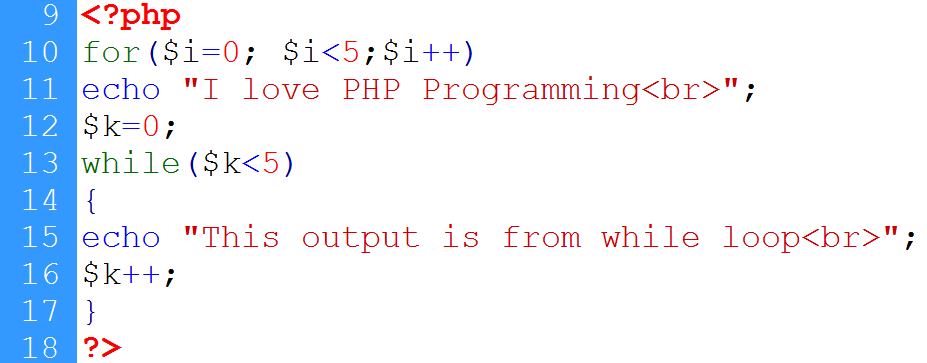 9 <?php
10 for($i=0; $i<5;$i++)
11 echo "I love PHP Programming<br>";
12 $k=0;
13 while($k<5)
14 {
15 echo "This output is from while loop<br>";
16 $k++;
17 }
18 ?>